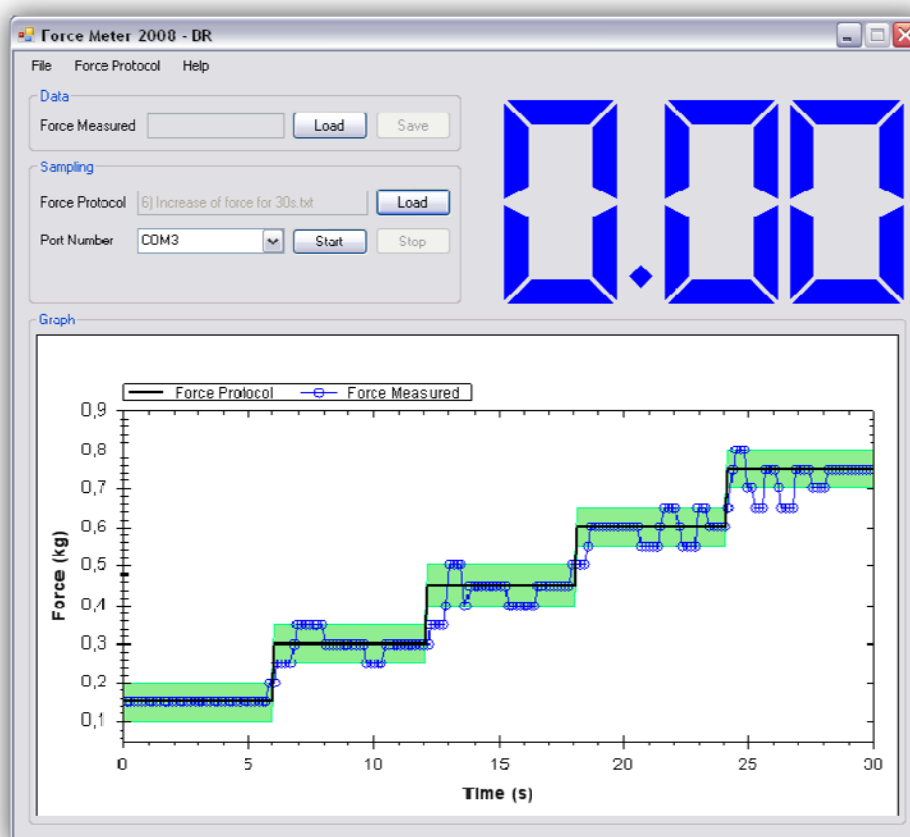 Force Meter 2008 - BR
File Force Protocol Help
Data
Force Measured Load Save
Sampling
Force Protocol 6) Increase of force for 30s.txt Load
Port Number COM3 Start Stop
0.00
Graph
Force Protocol Force Measured
0,9
0,8
0,7
0,6
0,5
0,4
0,3
0,2
0,1
Force (kg)
0 5 10 15 20 25 30
Time (s)